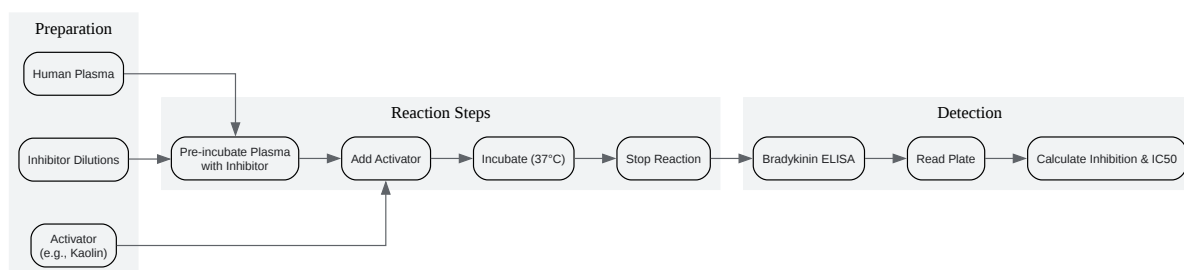 Preparation
Human Plasma
Inhibitor Dilutions
Activator
(e.g., Kaolin)
Reaction Steps
Pre-incubate Plasma
with Inhibitor
Add Activator
Incubate (37°C)
Stop Reaction
Detection
Bradykinin ELISA
Read Plate
Calculate Inhibition & IC50